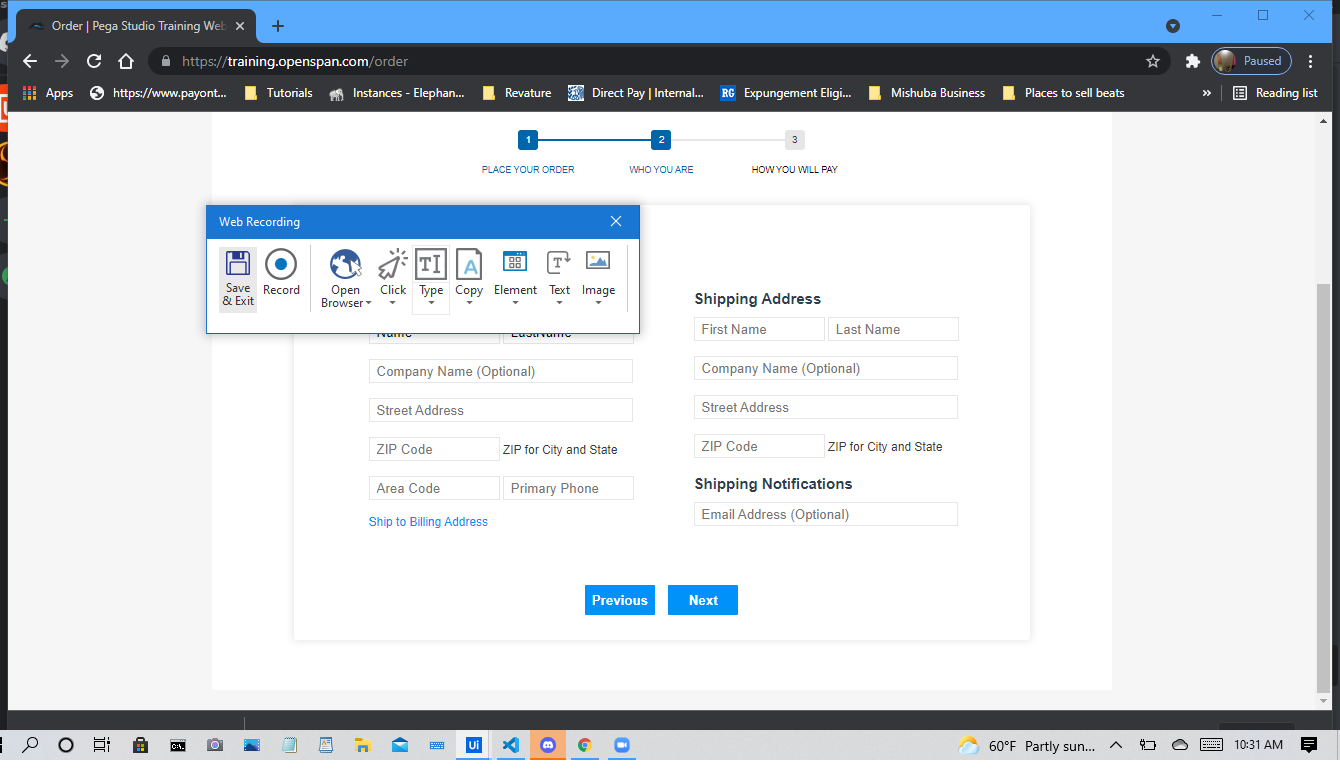 Order | Pega Studio Training Web
https://training.openspan.com/order
Paused
Apps
https://www.payont...
Tutorials
Instances - Elephan...
Revature
Direct Pay | Internal...
RG
Expungement Eligi...
Mishuba Business
Places to sell beats
»
Reading list
1
2
3
PLACE YOUR ORDER
WHO YOU ARE
HOW YOU WILL PAY
Web Recording
Save & Exit
Record
Open Browser
Click
Type
Copy
Element
Text
Image
Name
LastName
Company Name (Optional)
Street Address
ZIP Code
ZIP for City and State
Area Code
Primary Phone
Ship to Billing Address
Shipping Address
First Name
Last Name
Company Name (Optional)
Street Address
ZIP Code
ZIP for City and State
Shipping Notifications
Email Address (Optional)
Previous
Next
Ui
60°F Partly sun...
10:31 AM